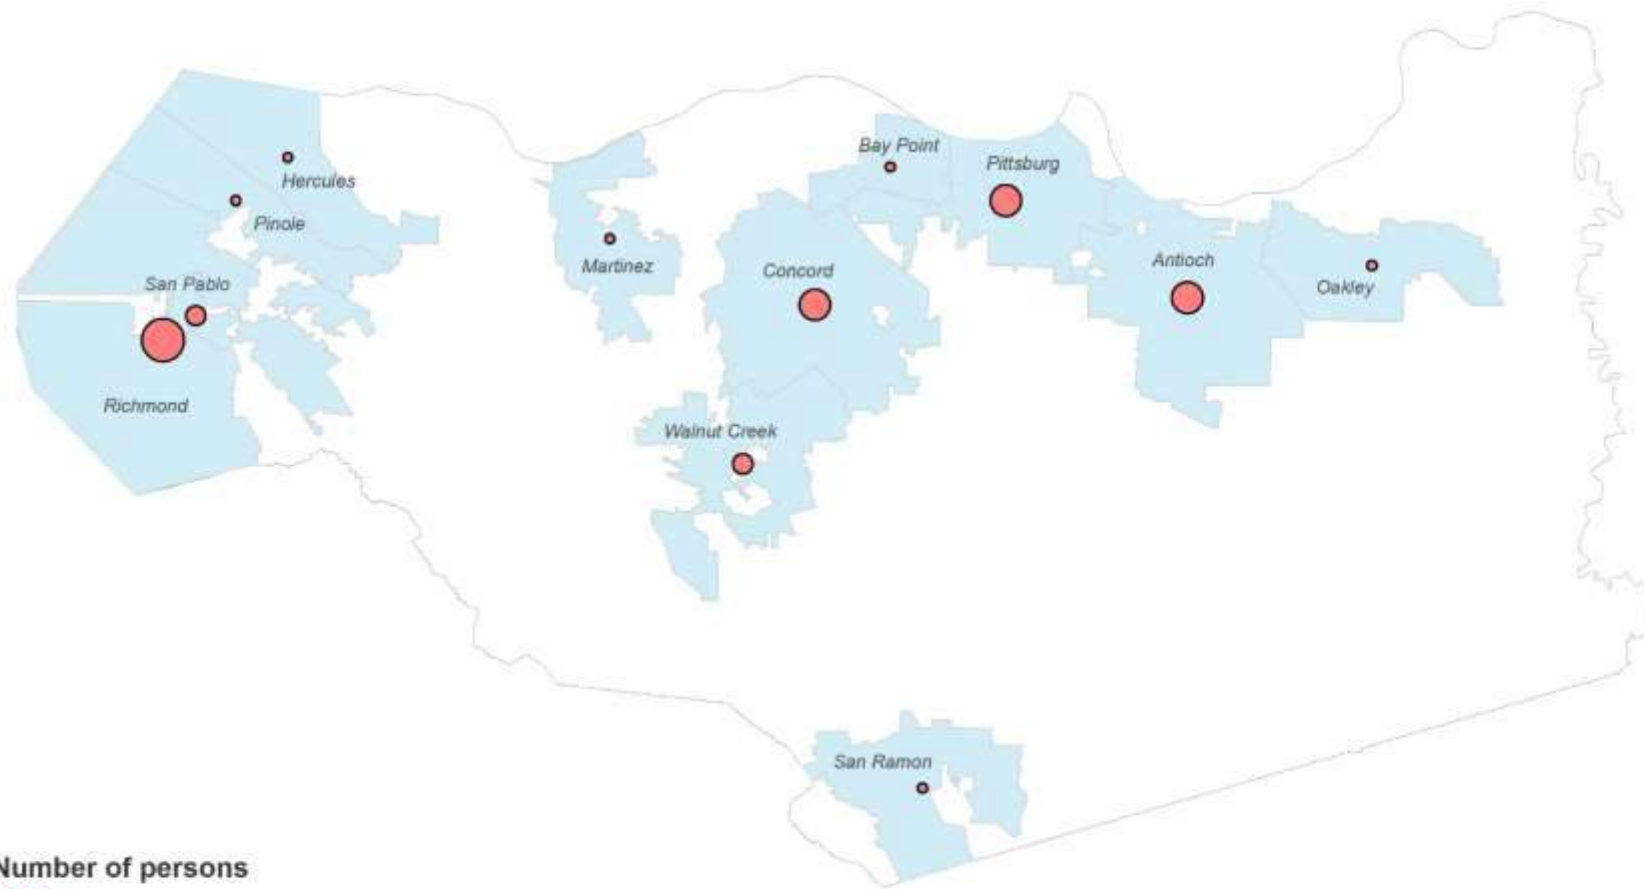 Bay Point
Pittsburg
Hercules
Pinole
Antioch
Martinez
Concord
San Pablo
Oakley
Richmond
Walnut Creek
San Ramon
Number of persons